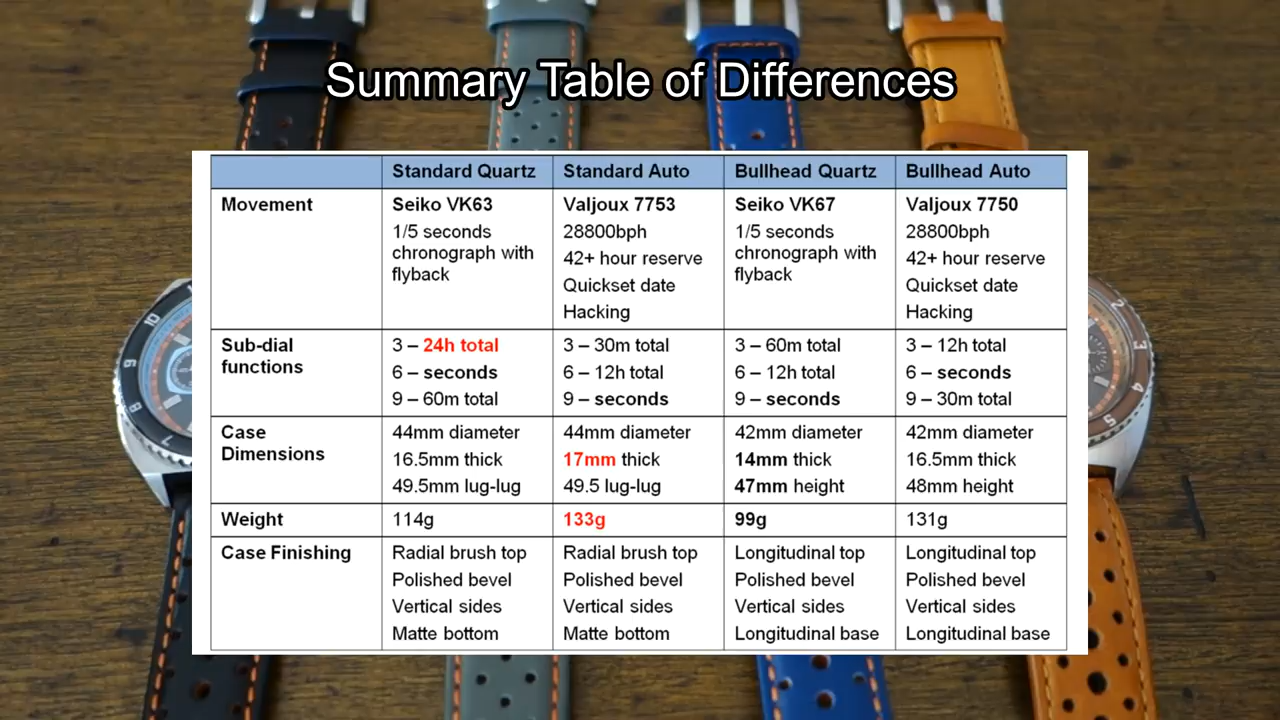 Summary Table of Differences
Standard Quartz Standard Auto Bullhead Quartz Bullhead Auto
Movement Seiko VK63 Valjoux 7753 Seiko VK67 Valjoux 7750
1/5 seconds 28800bph 1/5 seconds 28800bph
chronograph with 42+ hour reserve chronograph with 42+ hour reserve
flyback Quickset date flyback Quickset date
Hacking Hacking
Sub-dial 3 – 24h total 3 – 30m total 3 – 60m total 3 – 12h total
functions 6 – seconds 6 – 12h total 6 – 12h total 6 – seconds
9 – 60m total 9 – seconds 9 – seconds 9 – 30m total
Case 44mm diameter 44mm diameter 42mm diameter 42mm diameter
Dimensions 16.5mm thick 17mm thick 14mm thick 16.5mm thick
49.5mm lug-lug 49.5 lug-lug 47mm height 48mm height
Weight 114g 133g 99g 131g
Case Finishing Radial brush top Radial brush top Longitudinal top Longitudinal top
Polished bevel Polished bevel Polished bevel Polished bevel
Vertical sides Vertical sides Vertical sides Vertical sides
Matte bottom Matte bottom Longitudinal base Longitudinal base
10
9
8
7
2
3
4
5